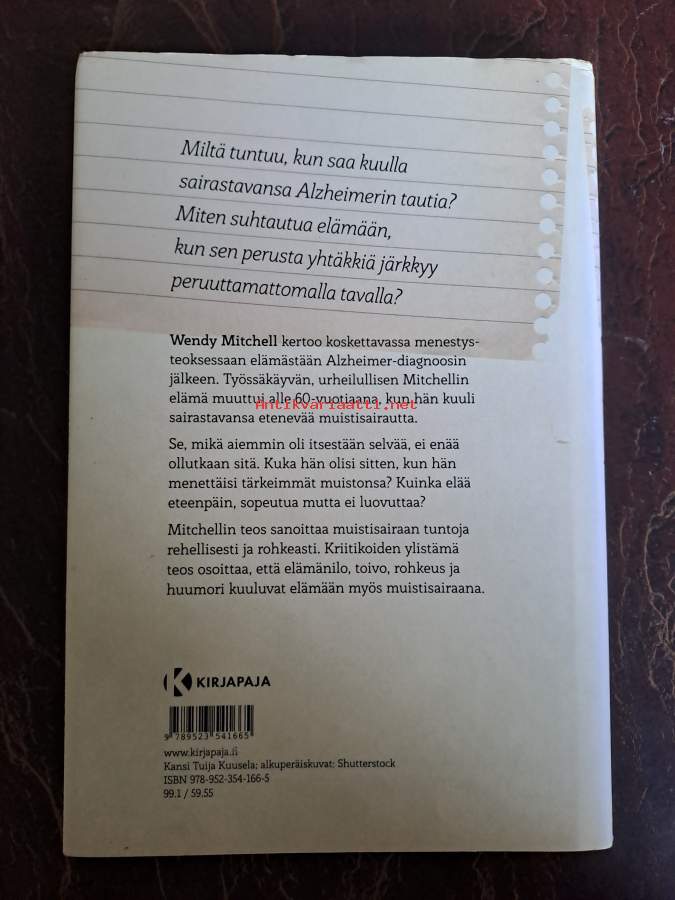 Miltä tuntuu, kun saa kuulla
sairastavansa Alzheimerin tautia?
Miten suhtautua elämään,
kun sen perusta yhtäkkiä järkkyy
peruuttamattomalla tavalla?
Wendy Mitchell kertoo koskettavassa menestys-
teoksessaan elämästään Alzheimer-diagnoosin
jälkeen. Työssäkäyvän, urheilullisen Mitchellin
elämä muuttui alle 60-vuotiaana, kun hän kuuli
Antikvariaatti.net
sairastavansa etenevää muistisairautta.
Se, mikä aiemmin oli itsestään selvää, ei enää
ollutkaan sitä. Kuka hän olisi sitten, kun hän
menettäisi tärkeimmät muistonsa? Kuinka elää
eteenpäin, sopeutua mutta ei luovuttaa?
Mitchellin teos sanoittaa muistisairaan tuntoja
rehellisesti ja rohkeasti. Kriitikoiden ylistämä
teos osoittaa, että elämänilo, toivo, rohkeus ja
huumori kuuluvat elämään myös muistisairaana.
KIRJAPAJA
9 789523 541665
www.kirjapaja.fi
Kansi Tuija Kuusela; alkuperäiskuvat: Shutterstock
ISBN 978-952-354-166-5
99.1 / 59.55